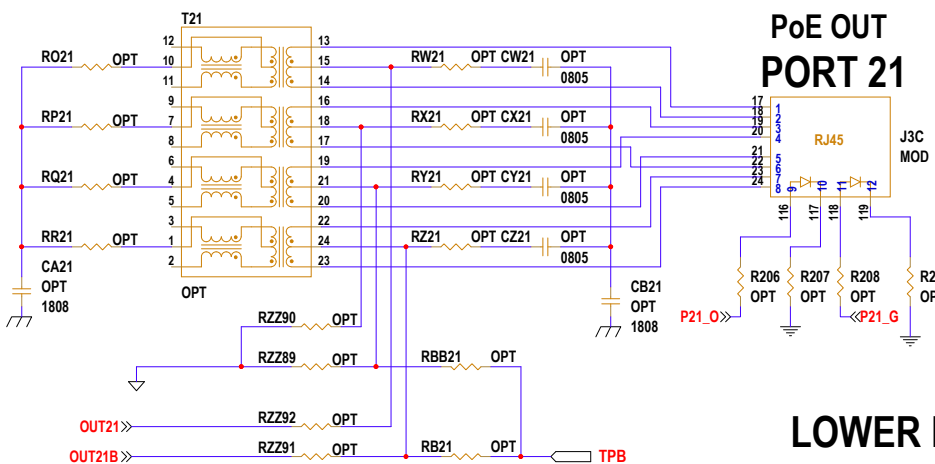 T21
PoE OUT
PORT 21
12
13
RO21 OPT
10
15
RW21 OPT CW21 OPT
11
14
0805
9
16
RP21 OPT
7
18
RX21 OPT CX21 OPT
8
17
0805
6
19
RQ21 OPT
4
21
RY21 OPT CY21 OPT
5
20
0805
3
22
RR21 OPT
1
24
RZ21 OPT CZ21 OPT
2
23
0805
17 1
18 2
19 3
20 4
21 5
22 6
23 7
24 8
RJ45
J3C
MOD
9 10 11 12
116 117 118 119
CA21
OPT
1808
OPT
CB21
OPT
1808
R206
OPT
R207
OPT
R208
OPT
P21_O
P21_G
RZZ90 OPT
RZZ89 OPT
RBB21 OPT
OUT21
RZZ92 OPT
OUT21B
RZZ91 OPT
RB21 OPT
TPB
LOWER